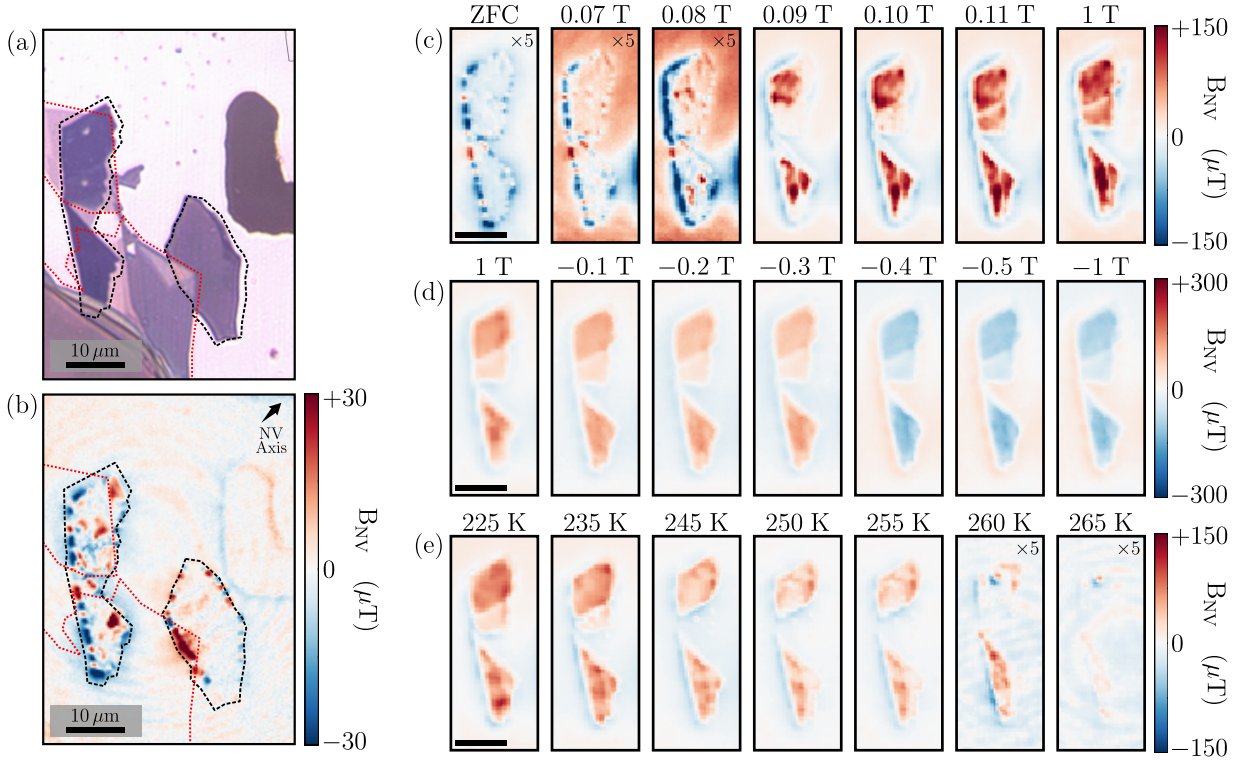 (a)
10 μm
(b)
NV
Axis
10 μm
+30
0
−30
B_NV (μT)
(c)
ZFC 0.07 T 0.08 T 0.09 T 0.10 T 0.11 T 1 T
×5 ×5 ×5
+150
0
−150
B_NV (μT)
(d)
1 T −0.1 T −0.2 T −0.3 T −0.4 T −0.5 T −1 T
+300
0
−300
B_NV (μT)
(e)
225 K 235 K 245 K 250 K 255 K 260 K 265 K
×5 ×5
+150
0
−150
B_NV (μT)